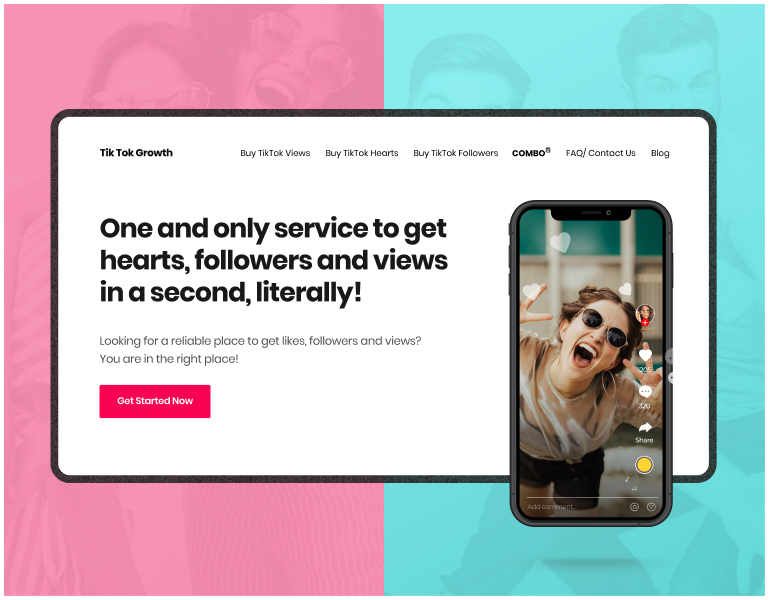 Tik Tok Growth
Buy TikTok Views
Buy TikTok Hearts
Buy TikTok Followers
COMBO
FAQ/ Contact Us
Blog
One and only service to get
hearts, followers and views
in a second, literally!
Looking for a reliable place to get likes, followers and views?
You are in the right place!
Get Started Now
320
Share
Add comment...